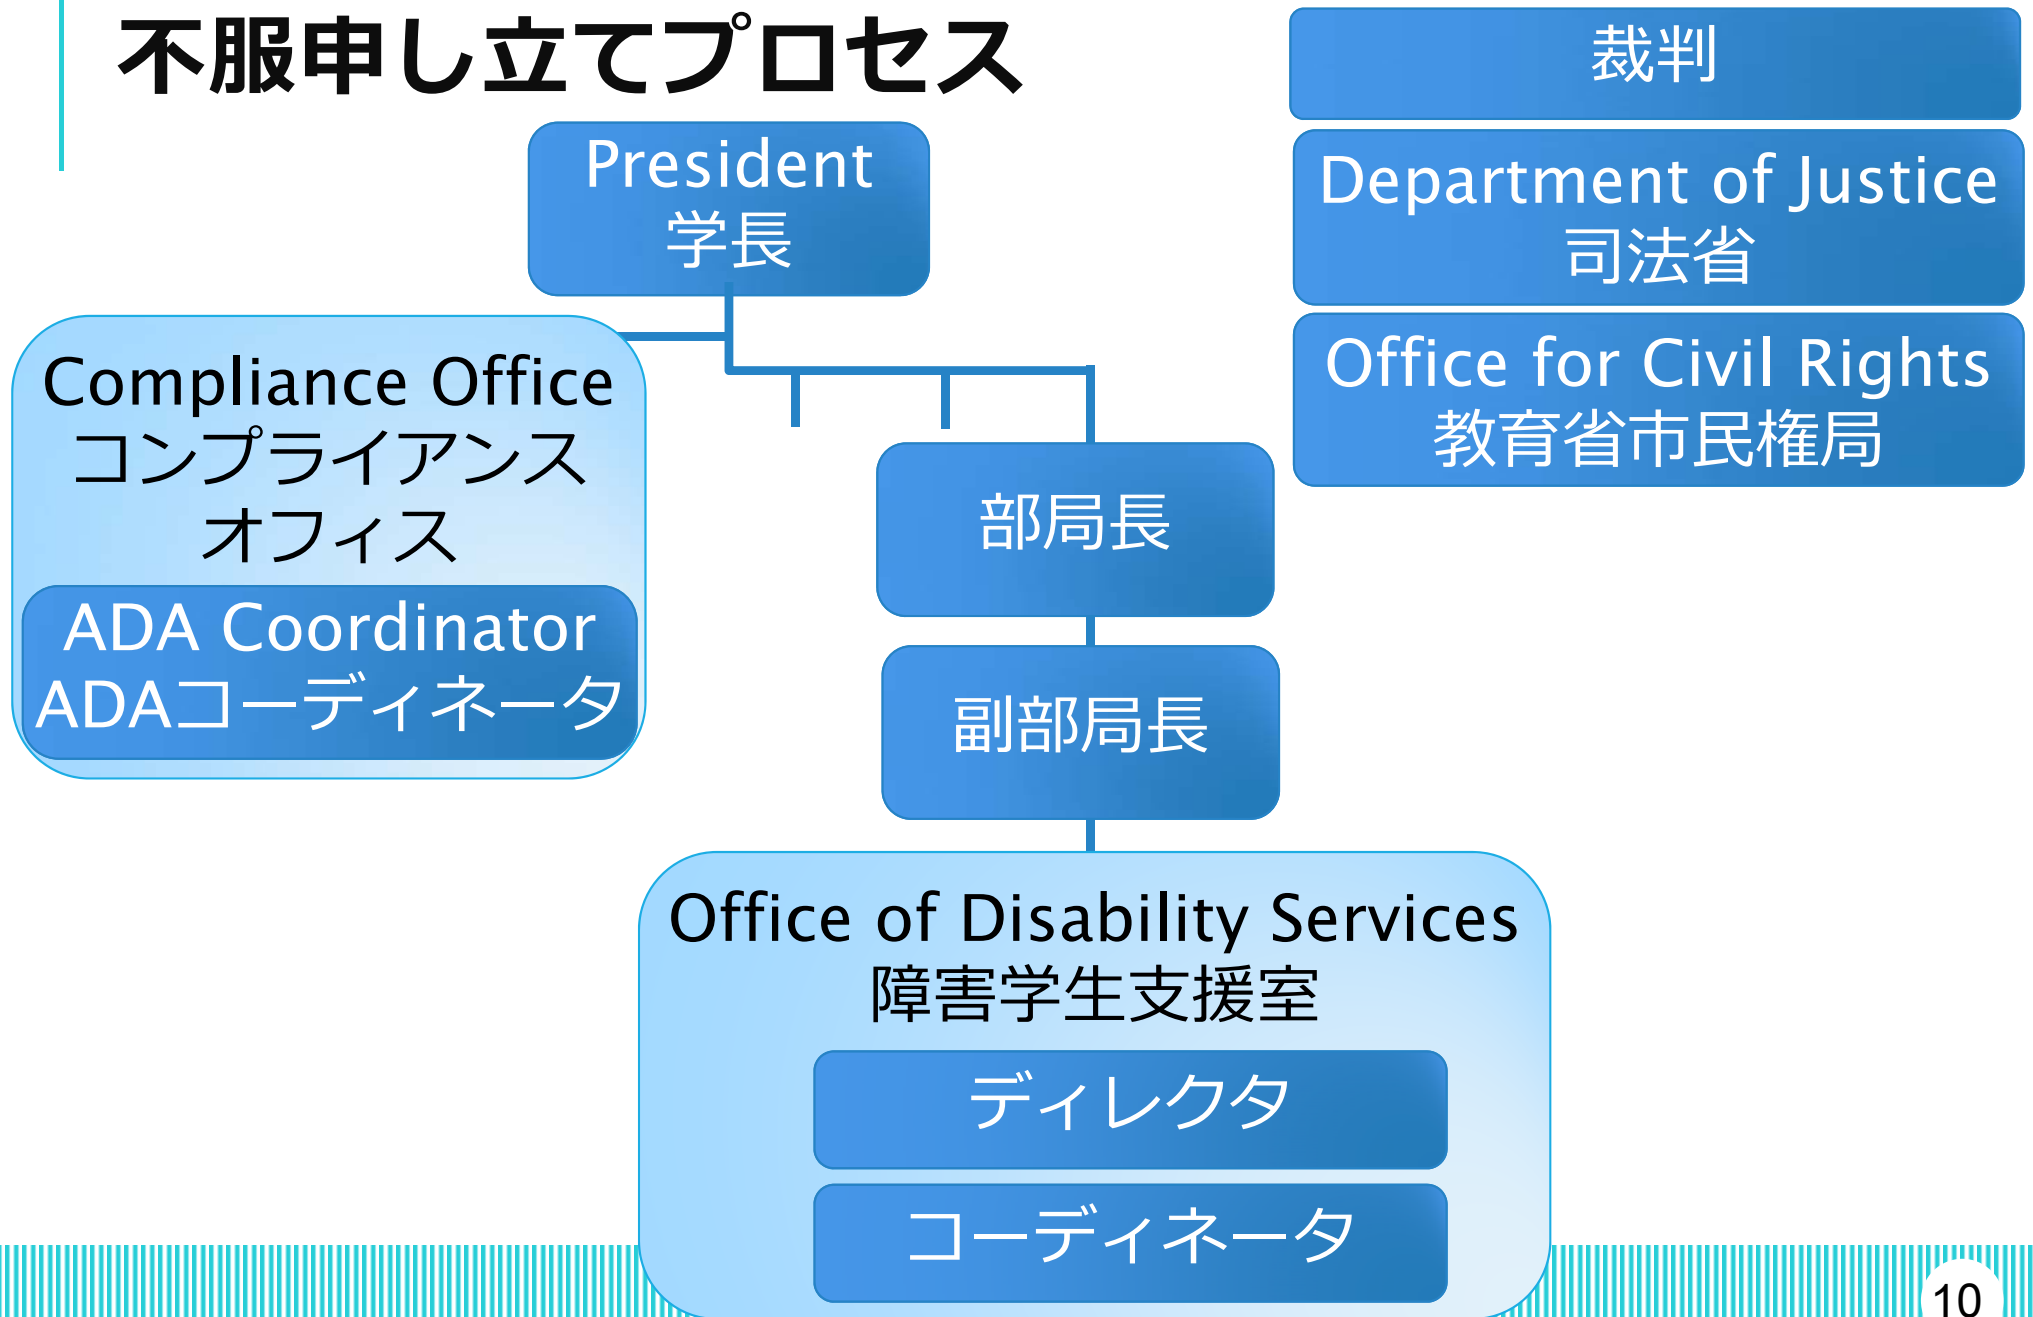 不服申し立てプロセス
裁判
Department of Justice
司法省
Office for Civil Rights
教育省市民権局
President
学長
Compliance Office
コンプライアンス
オフィス
ADA Coordinator
ADAコーディネータ
部局長
副部局長
Office of Disability Services
障害学生支援室
ディレクタ
コーディネータ
10